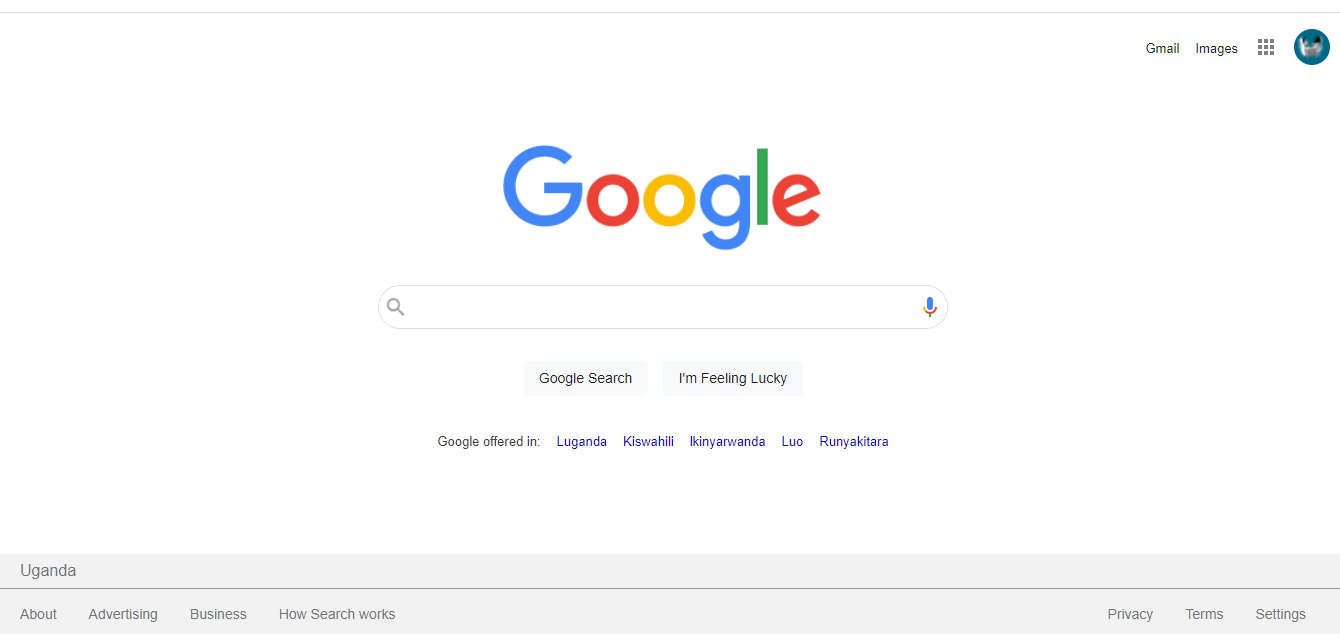 Gmail Images
Google
Google Search I'm Feeling Lucky
Google offered in: Luganda Kiswahili Ikinyarwanda Luo Runyakitara
Uganda
About Advertising Business How Search works Privacy Terms Settings